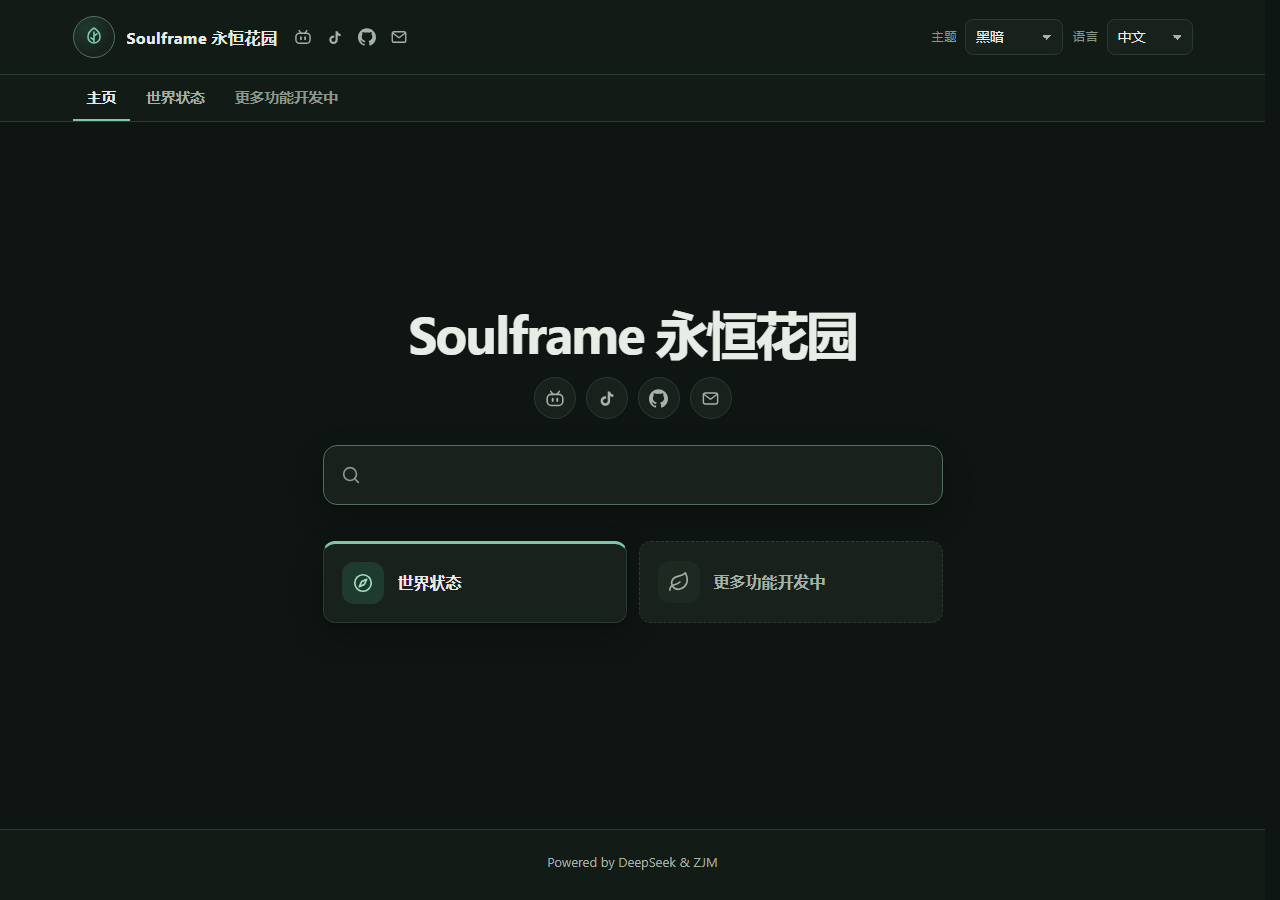 Soulframe 永恒花园
主题 黑暗 语言 中文
主页 世界状态 更多功能开发中
Soulframe 永恒花园
世界状态 更多功能开发中
Powered by DeepSeek & ZJM